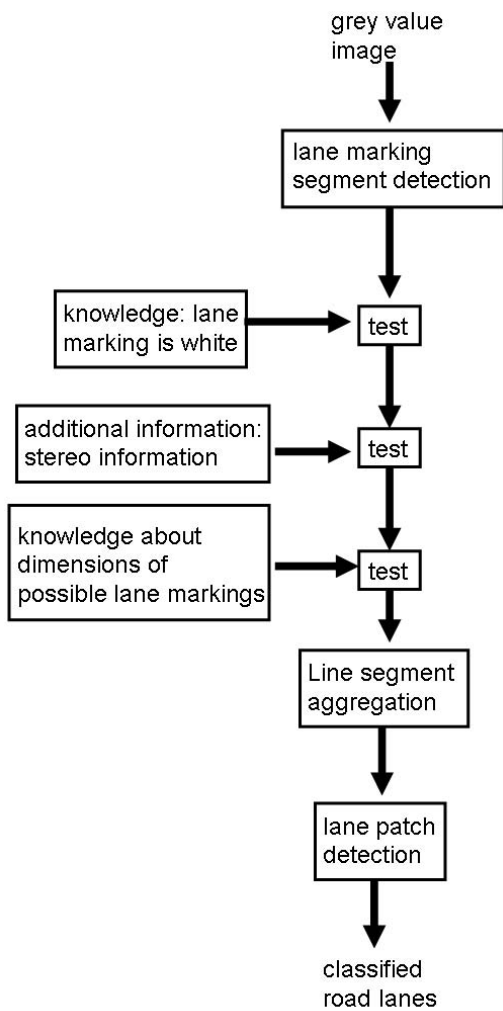 grey value
image
lane marking
segment detection
knowledge: lane
marking is white
test
additional information:
stereo information
test
knowledge about
dimensions of
possible lane markings
test
Line segment
aggregation
lane patch
detection
classified
road lanes